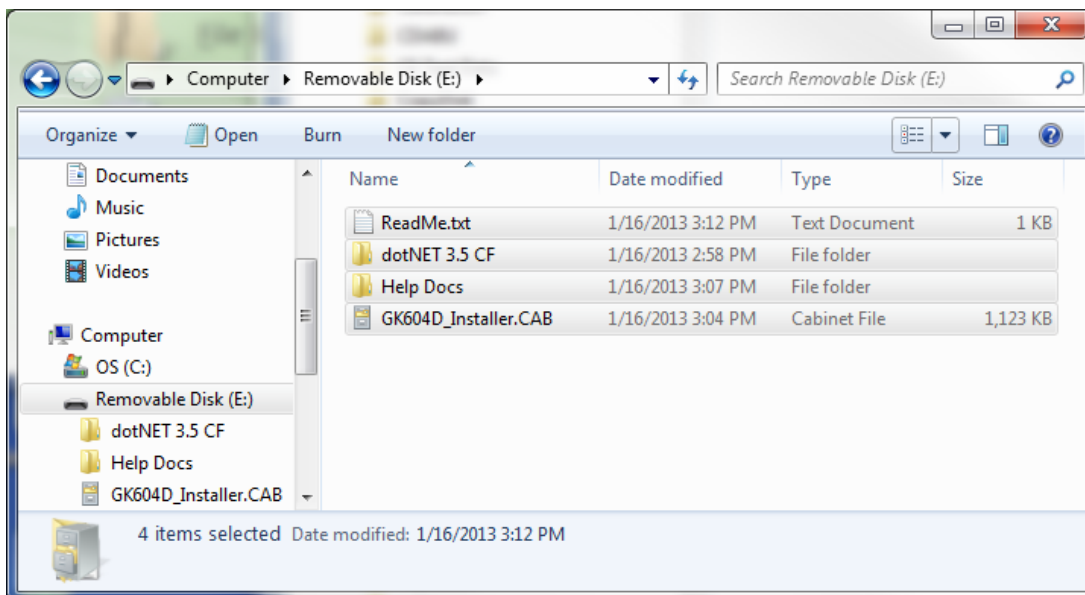 Computer Removable Disk (E:) Search Removable Disk (E:)
Organize Open Burn New folder
Documents
Music
Pictures
Videos
Computer
OS (C:)
Removable Disk (E:)
dotNET 3.5 CF
Help Docs
GK604D_Installer.CAB
Name Date modified Type Size
ReadMe.txt 1/16/2013 3:12 PM Text Document 1 KB
dotNET 3.5 CF 1/16/2013 2:58 PM File folder
Help Docs 1/16/2013 3:07 PM File folder
GK604D_Installer.CAB 1/16/2013 3:04 PM Cabinet File 1,123 KB
4 items selected Date modified: 1/16/2013 3:12 PM